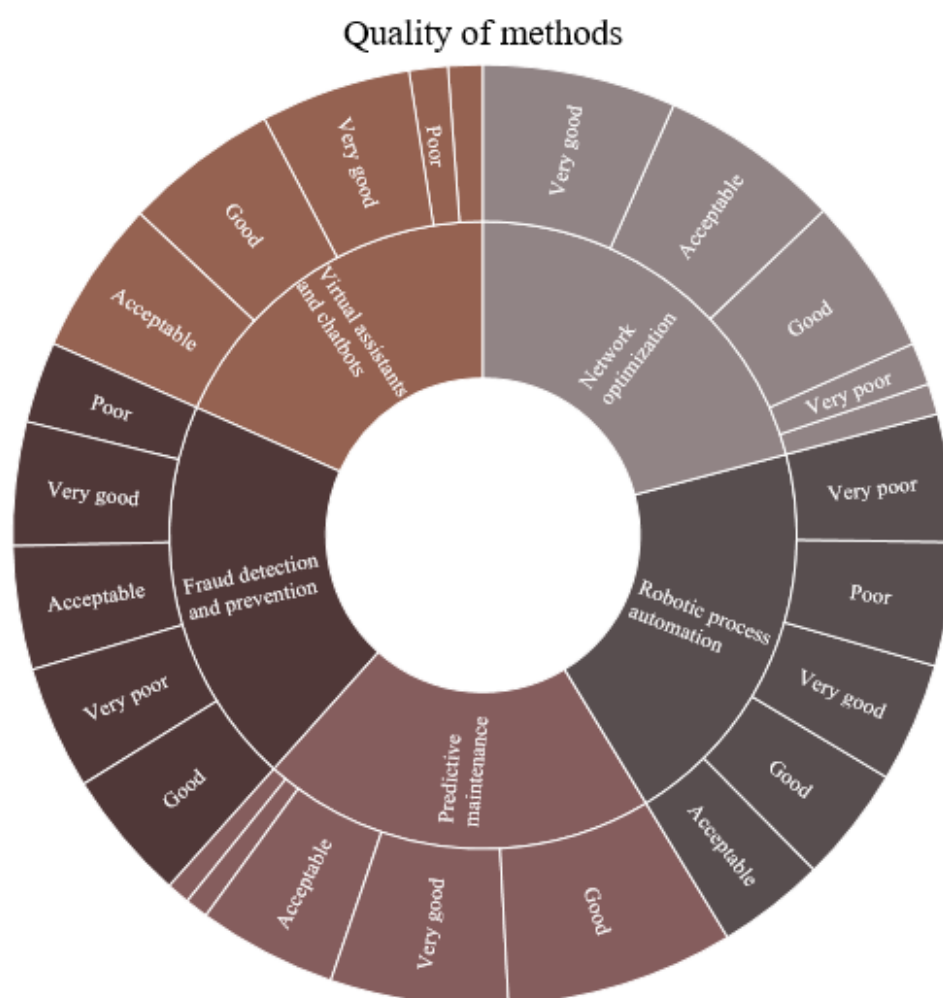 Quality of methods
Network
optimization
Very good
Acceptable
Good
Very poor
Robotic process
automation
Very poor
Poor
Very good
Good
Acceptable
Predictive
maintenance
Good
Very good
Acceptable
Fraud detection
and prevention
Good
Very poor
Acceptable
Very good
Poor
Virtual assistants
and chatbots
Acceptable
Good
Very good
Poor